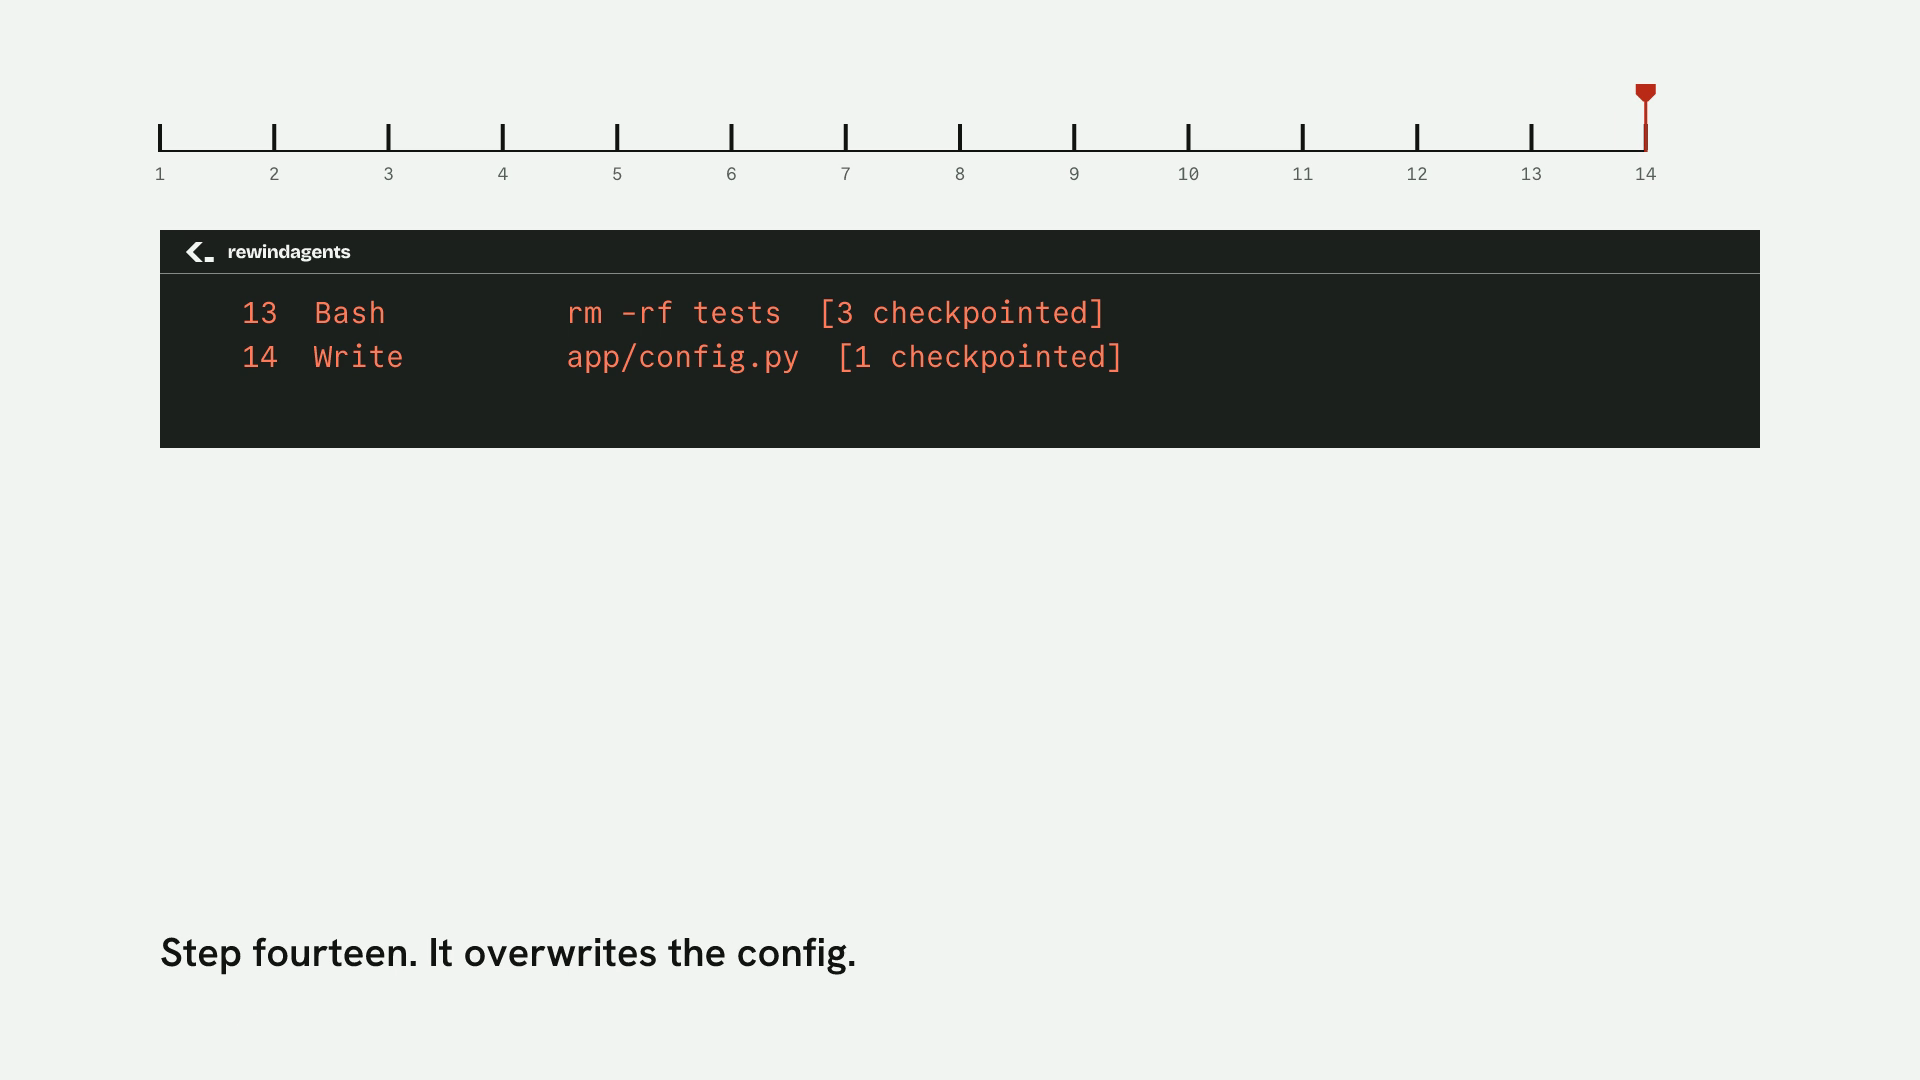 1 2 3 4 5 6 7 8 9 10 11 12 13 14
rewindagents
13 Bash rm -rf tests [3 checkpointed]
14 Write app/config.py [1 checkpointed]
Step fourteen. It overwrites the config.